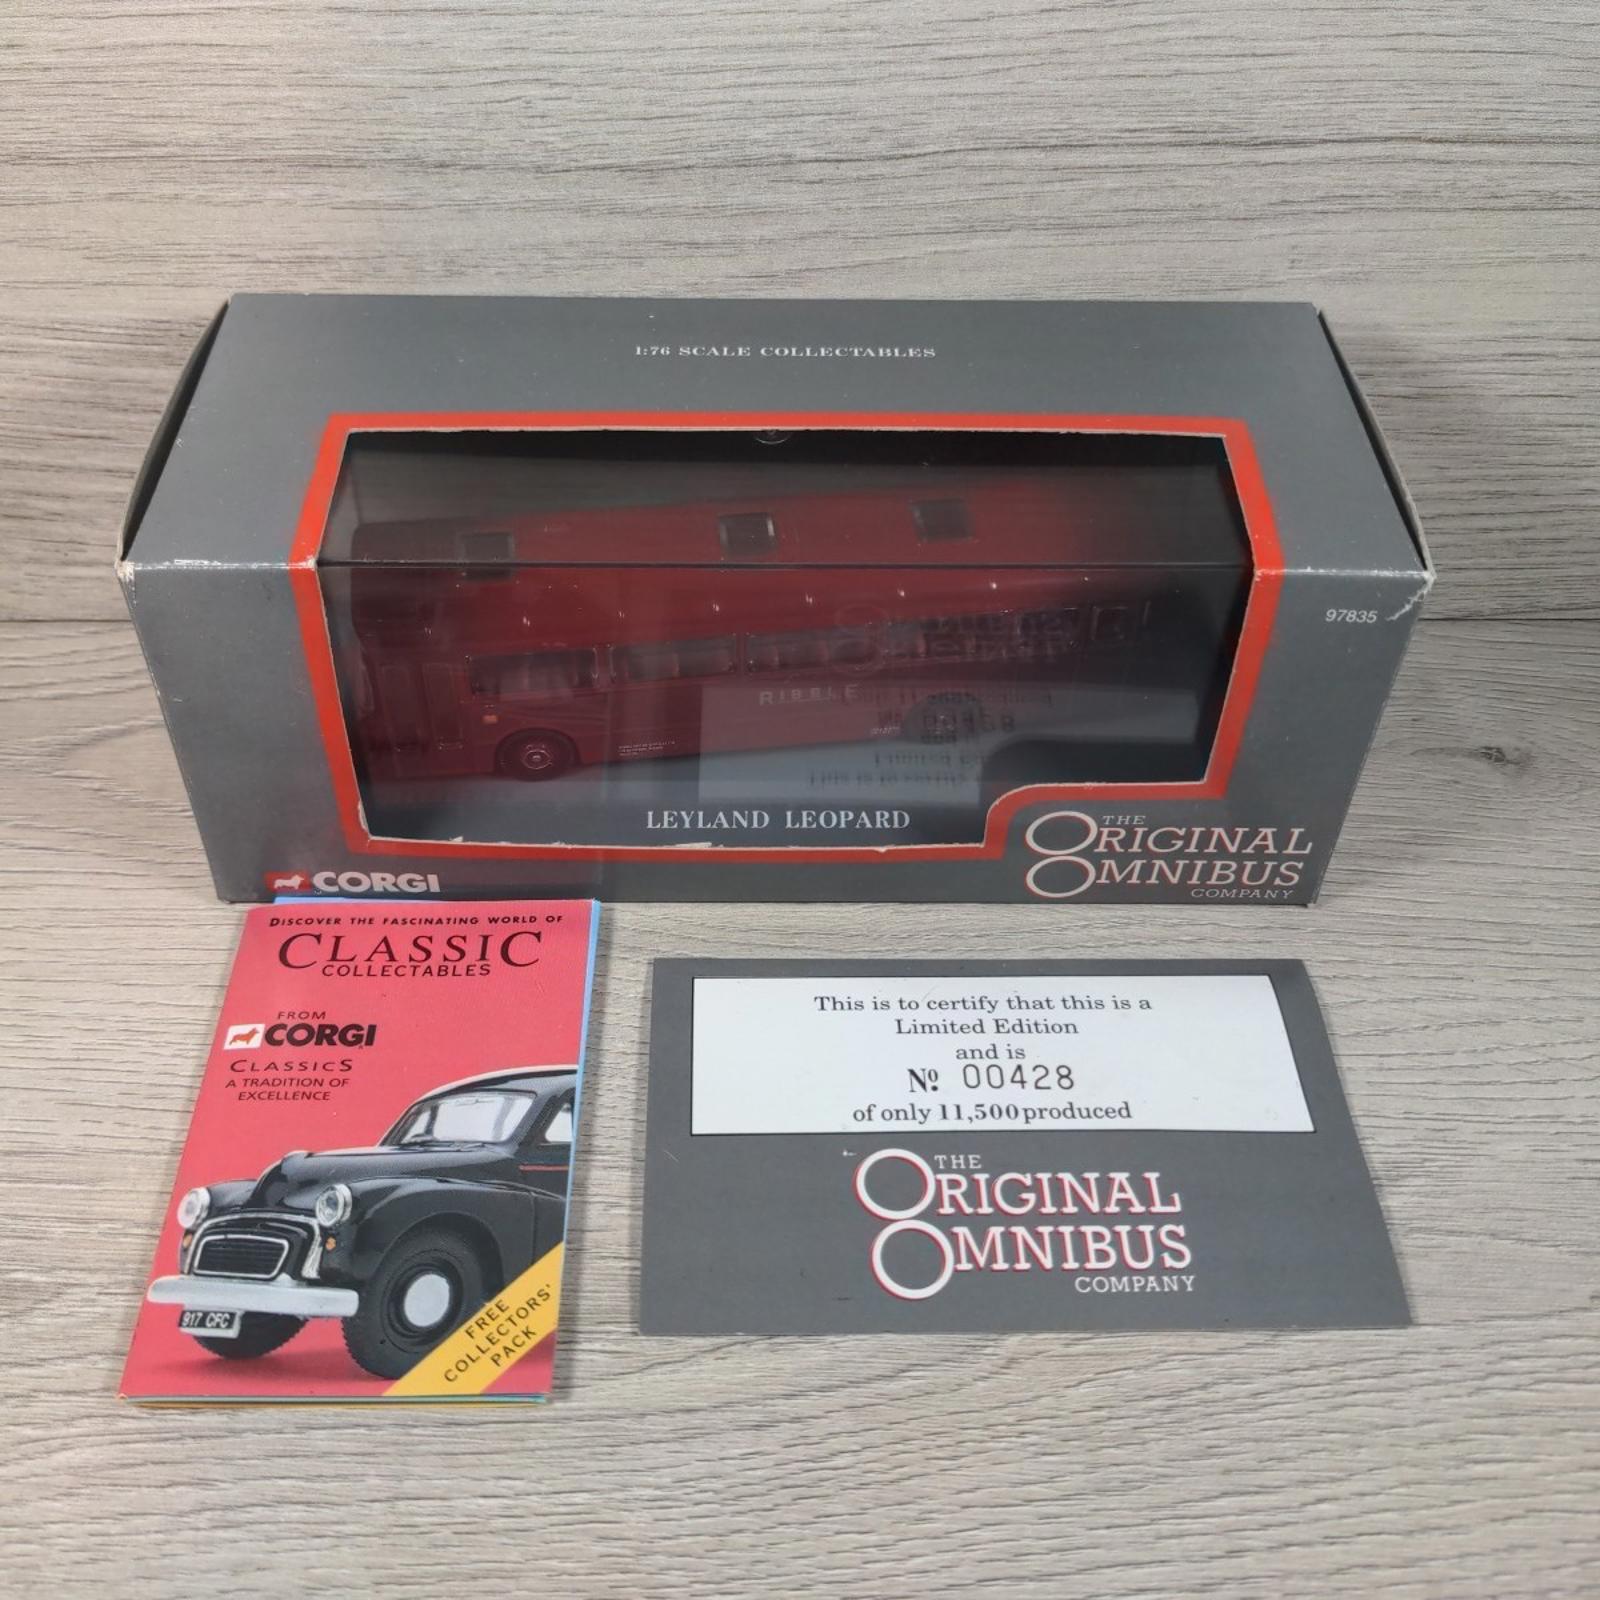 1:76 SCALE COLLECTABLES
97835
RIBBLE
LEYLAND LEOPARD
THE
ORIGINAL
OMNIBUS
COMPANY
CORGI
DISCOVER THE FASCINATING WORLD OF
CLASSIC
COLLECTABLES
FROM
CORGI
CLASSICS
A TRADITION OF
EXCELLENCE
917 CFC
FREE
COLLECTORS'
PACK
This is to certify that this is a
Limited Edition
and is
Nº 00428
of only 11,500 produced
THE
ORIGINAL
OMNIBUS
COMPANY